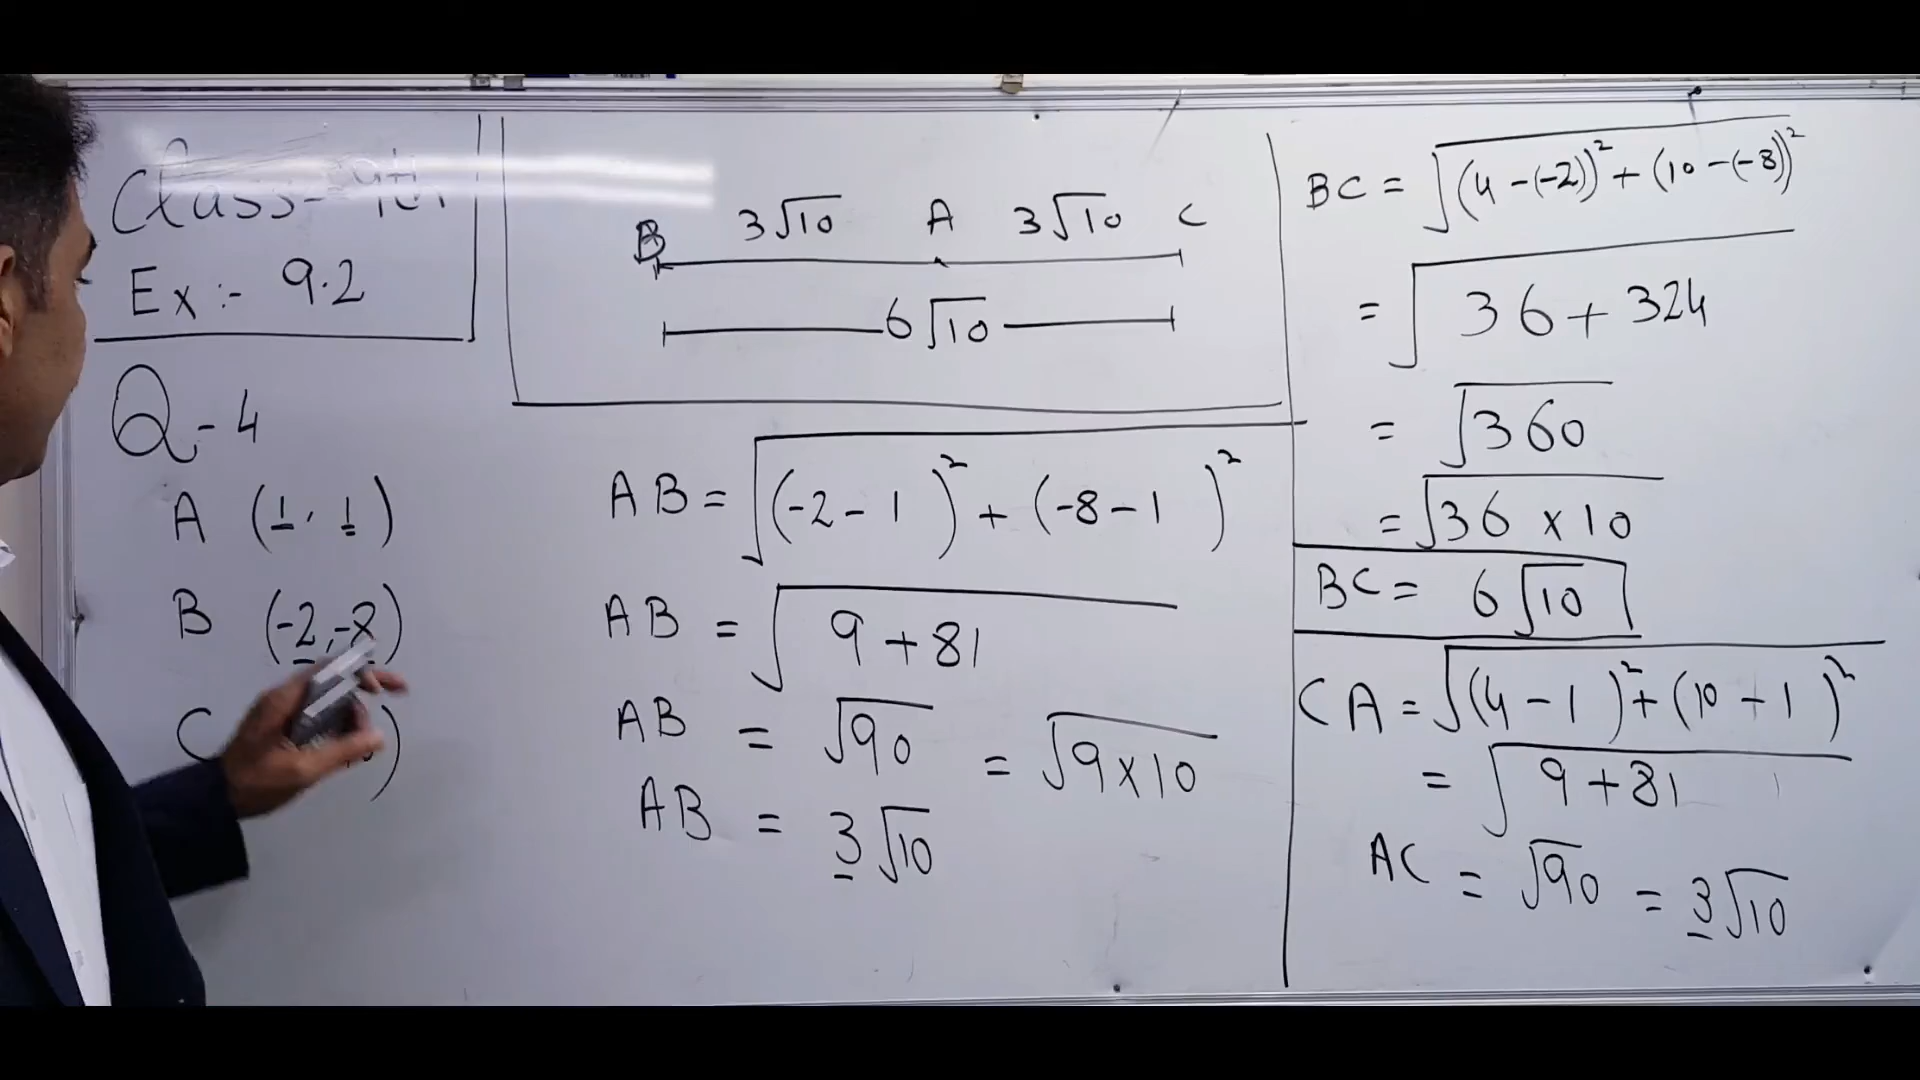 Class-9th
Ex:- 9.2
Q-4
A (1, 1)
B (-2,-8)
C
B 3√10 A 3√10 C
6√10
AB = √(-2-1)² + (-8-1)²
AB = √9+81
AB = √90 = √9×10
AB = 3√10
BC = √(4-(-2))² + (10-(-8))²
= √36+324
= √360
= √36 × 10
BC = 6√10
CA = √(4-1)² + (10-1)²
= √9+81
AC = √90 = 3√10